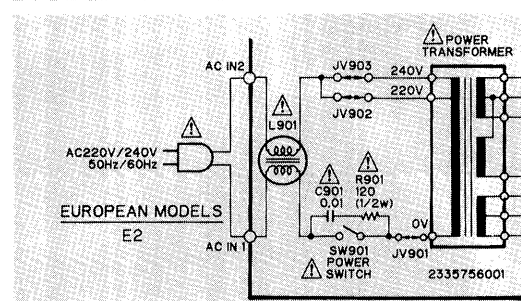 POWER
TRANSFORMER
AC IN2
JV903
240V
220V
JV902
L901
AC220V/240V
50Hz/60Hz
C901
0.01
R901
120
(1/2w)
EUROPEAN MODELS
E2
AC IN 1
0V
SW901
POWER
SWITCH
JV901
2335756001